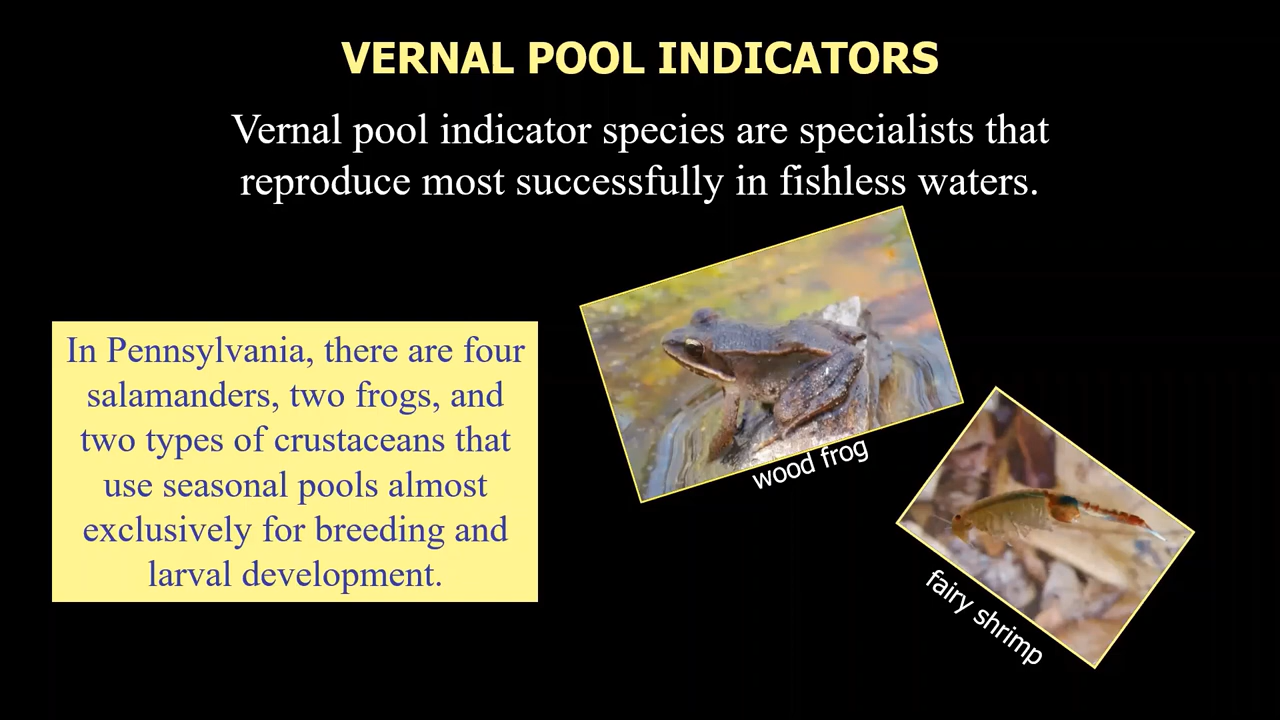 VERNAL POOL INDICATORS
Vernal pool indicator species are specialists that
reproduce most successfully in fishless waters.
In Pennsylvania, there are four
salamanders, two frogs, and
two types of crustaceans that
use seasonal pools almost
exclusively for breeding and
larval development.
wood frog
fairy shrimp